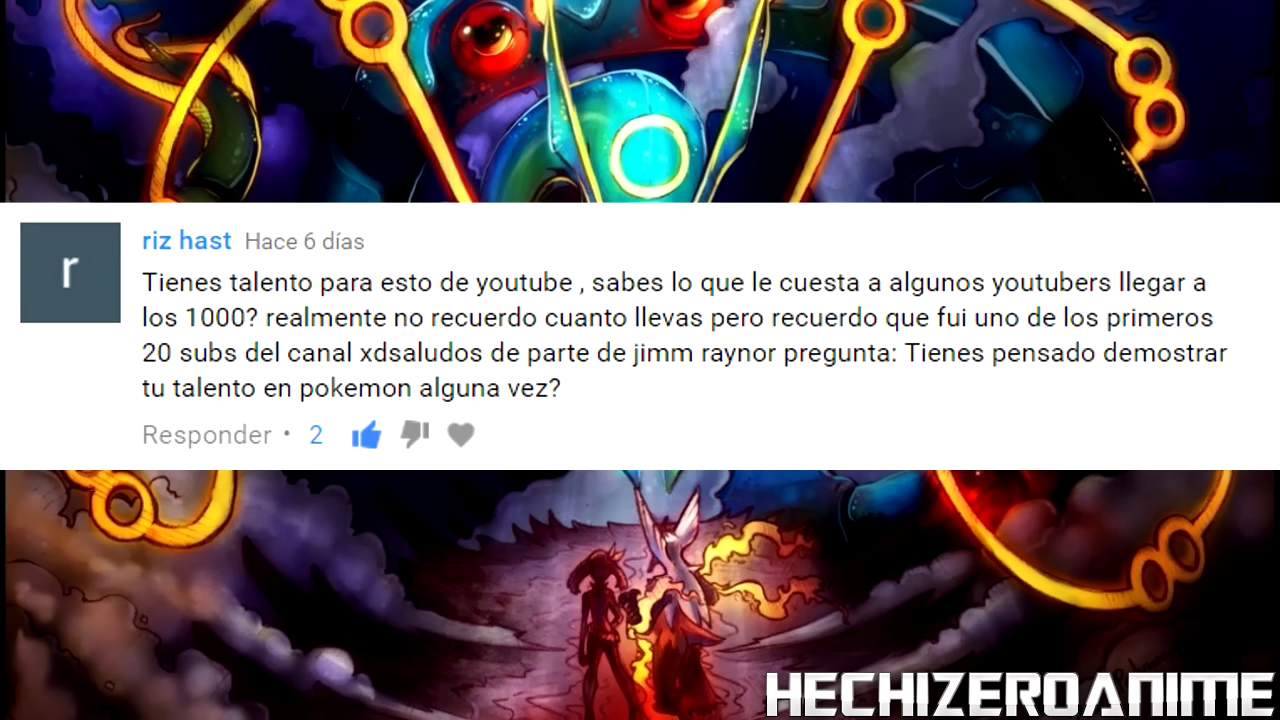 r
riz hast Hace 6 días
Tienes talento para esto de youtube , sabes lo que le cuesta a algunos youtubers llegar a
los 1000? realmente no recuerdo cuanto llevas pero recuerdo que fui uno de los primeros
20 subs del canal xdsaludos de parte de jimm raynor pregunta: Tienes pensado demostrar
tu talento en pokemon alguna vez?
Responder • 2
HECHIZEROANIME